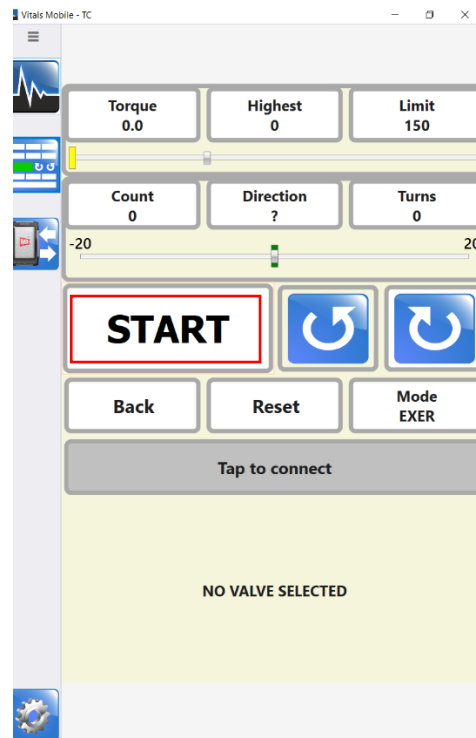 Vitals Mobile - TC
Torque
0.0
Highest
0
Limit
150
Count
0
Direction
?
Turns
0
-20
20
START
Back
Reset
Mode
EXER
Tap to connect
NO VALVE SELECTED